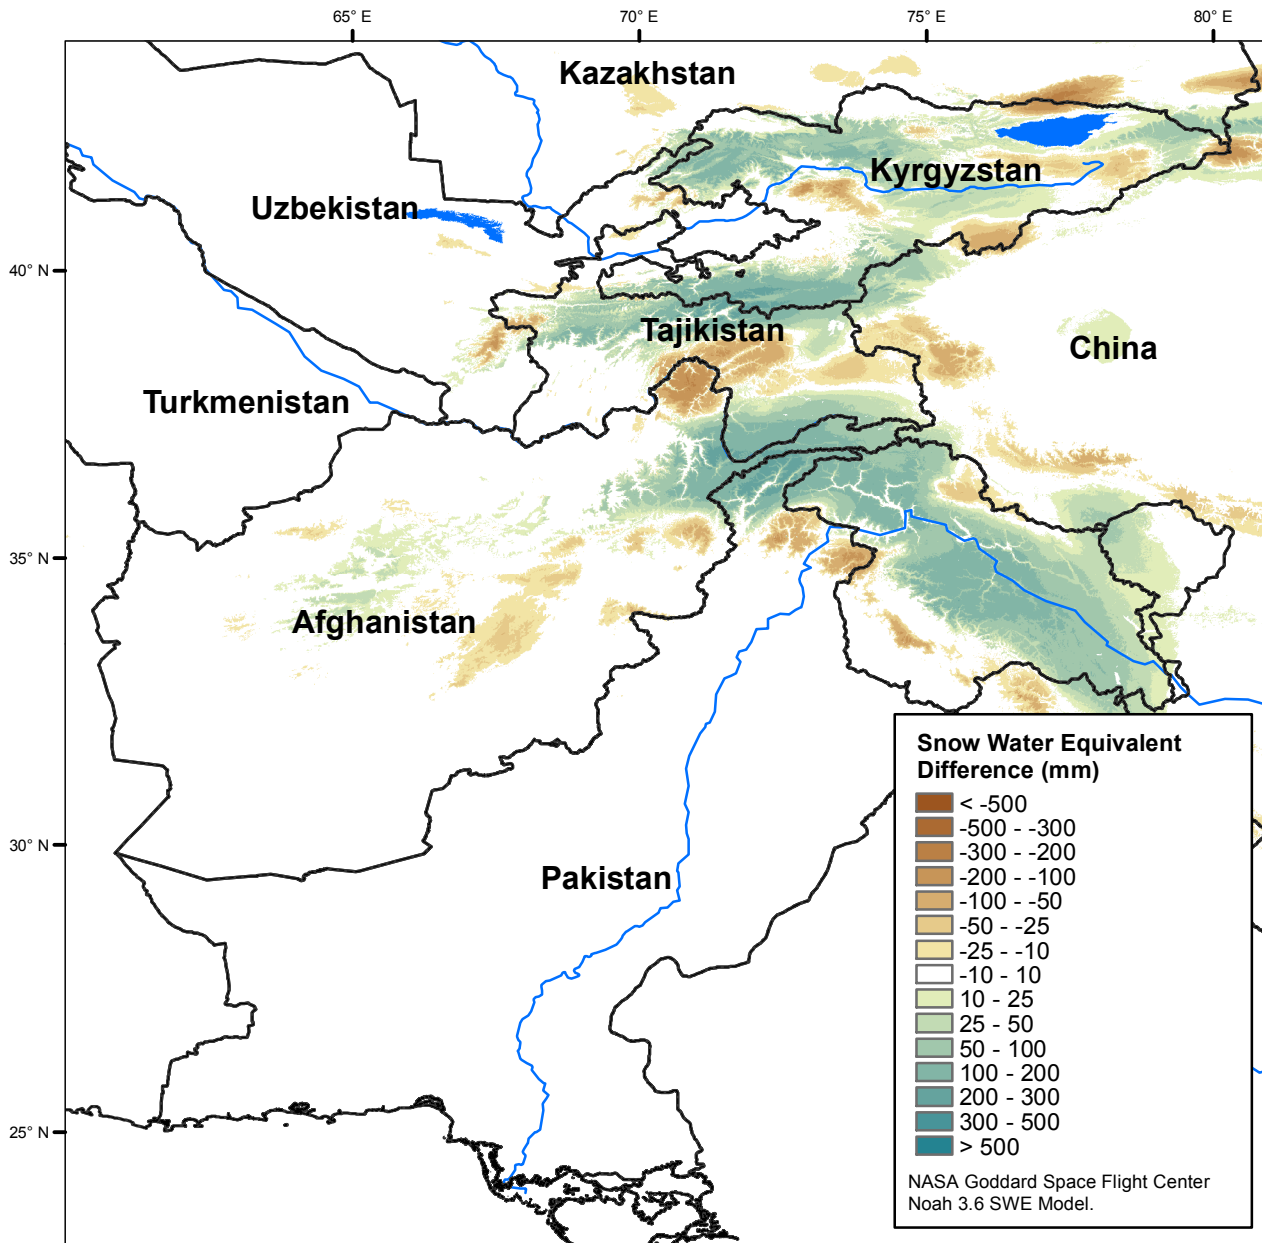 65° E
70° E
75° E
80° E
Kazakhstan
Kyrgyzstan
Uzbekistan
40° N
Tajikistan
China
Turkmenistan
35° N
Afghanistan
Snow Water Equivalent
Difference (mm)
< -500
-500 - -300
-300 - -200
-200 - -100
-100 - -50
-50 - -25
-25 - -10
-10 - 10
10 - 25
25 - 50
50 - 100
100 - 200
200 - 300
300 - 500
> 500
NASA Goddard Space Flight Center
Noah 3.6 SWE Model.
30° N
Pakistan
25° N